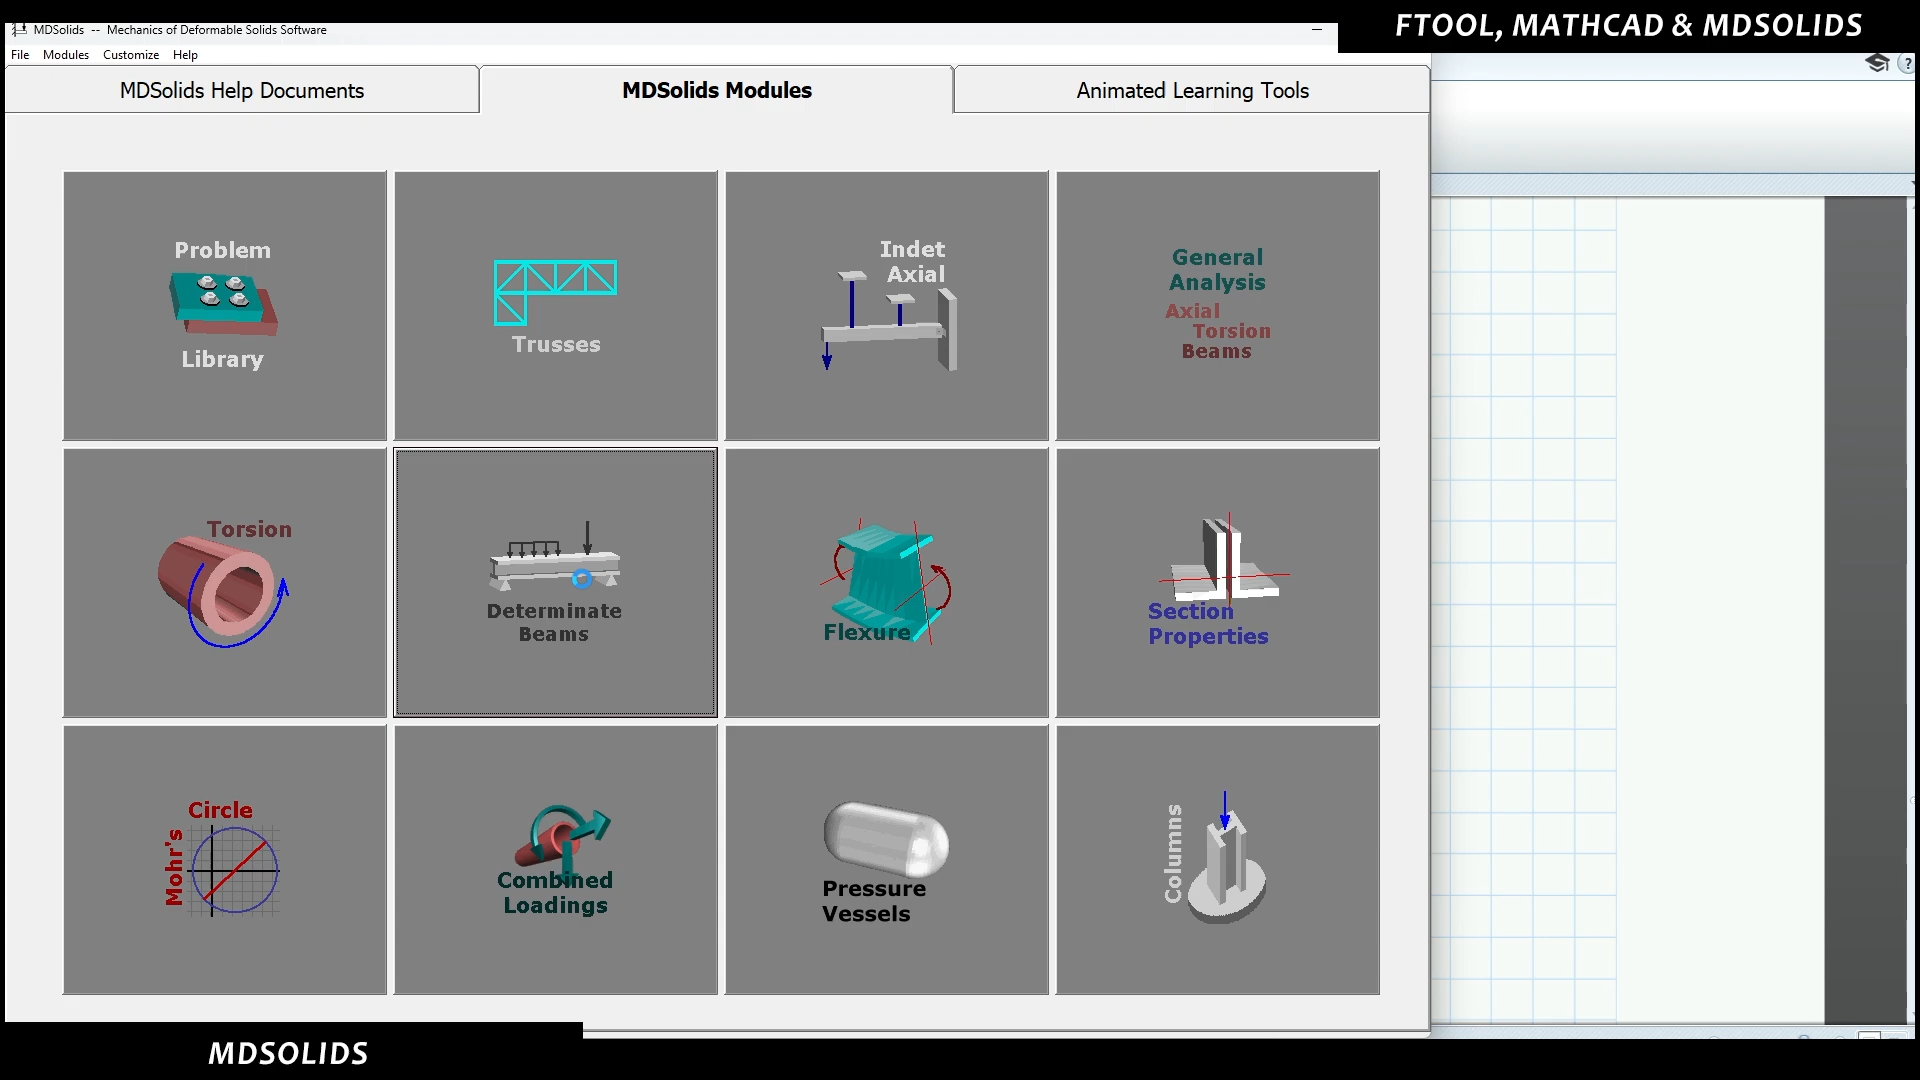 FTOOL, MATHCAD & MDSOLIDS
MDSolids -- Mechanics of Deformable Solids Software
File Modules Customize Help
MDSolids Help Documents
MDSolids Modules
Animated Learning Tools
Problem
Library
Trusses
Indet
Axial
General
Analysis
Axial
Torsion
Beams
Torsion
Determinate
Beams
Flexure
Section
Properties
Circle
Mohr's
Combined
Loadings
Pressure
Vessels
Columns
MDSOLIDS
?